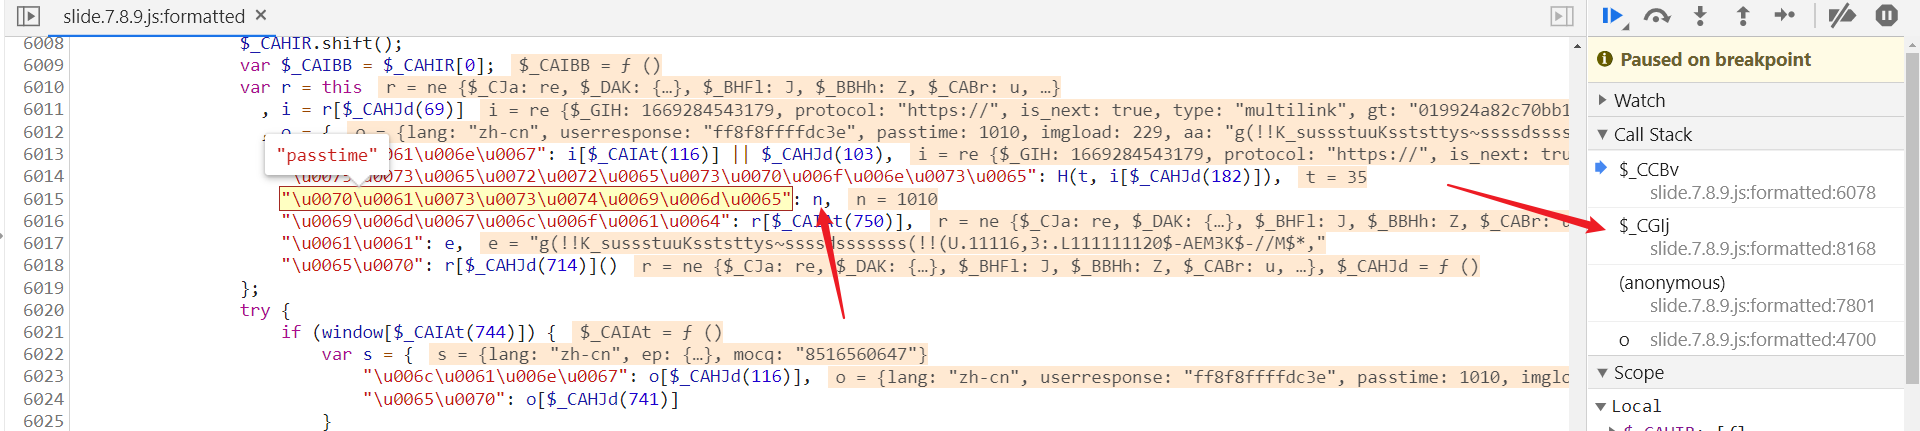 slide.7.8.9.js:formatted ×
6008 $_CAHIR.shift();
6009 var $_CAIBB = $_CAHIR[0]; $_CAIBB = ƒ ()
6010 var r = this r = ne {$_CJa: re, $_DAK: {…}, $_BHFl: J, $_BBHh: Z, $_CABr: u, …}
6011 , i = r[$_CAHJd(69)] i = re {$_GIH: 1669284543179, protocol: "https://", is_next: true, type: "multilink", gt: "019924a82c70bb1
6012 , o = { o = {lang: "zh-cn", userresponse: "ff8f8ffffdc3e", passtime: 1010, imgload: 229, aa: "g(!!K_sussstuuKsststtys~ssssdssss
"passtime"
6013 061\u006e\u0067": i[$_CAIAt(116)] || $_CAHJd(103), i = re {$_GIH: 1669284543179, protocol: "https://", is_next: tru
6014 "\u0075\u0073\u0065\u0072\u0072\u0065\u0073\u0070\u006f\u006e\u0073\u0065": H(t, i[$_CAHJd(182)]), t = 35
6015 "\u0070\u0061\u0073\u0073\u0074\u0069\u006d\u0065": n, n = 1010
6016 "\u0069\u006d\u0067\u006c\u006f\u0061\u0064": r[$_CAIAt(750)], r = ne {$_CJa: re, $_DAK: {…}, $_BHFl: J, $_BBHh: Z, $_CABr: u
6017 "\u0061\u0061": e, e = "g(!!K_sussstuuKsststtys~ssssdsssssss(!!(U.11116,3:.L111111120$-AEM3K$-//M$*,"
6018 "\u0065\u0070": r[$_CAHJd(714)]() r = ne {$_CJa: re, $_DAK: {…}, $_BHFl: J, $_BBHh: Z, $_CABr: u, …}, $_CAHJd = ƒ ()
6019 };
6020 try {
6021 if (window[$_CAIAt(744)]) { $_CAIAt = ƒ ()
6022 var s = { s = {lang: "zh-cn", ep: {…}, mocq: "8516560647"}
6023 "\u006c\u0061\u006e\u0067": o[$_CAHJd(116)], o = {lang: "zh-cn", userresponse: "ff8f8ffffdc3e", passtime: 1010, imglo
6024 "\u0065\u0070": o[$_CAHJd(741)]
6025 }
Paused on breakpoint
Watch
Call Stack
$_CCBv
slide.7.8.9.js:formatted:6078
$_CGlj
slide.7.8.9.js:formatted:8168
(anonymous)
slide.7.8.9.js:formatted:7801
o slide.7.8.9.js:formatted:4700
Scope
Local